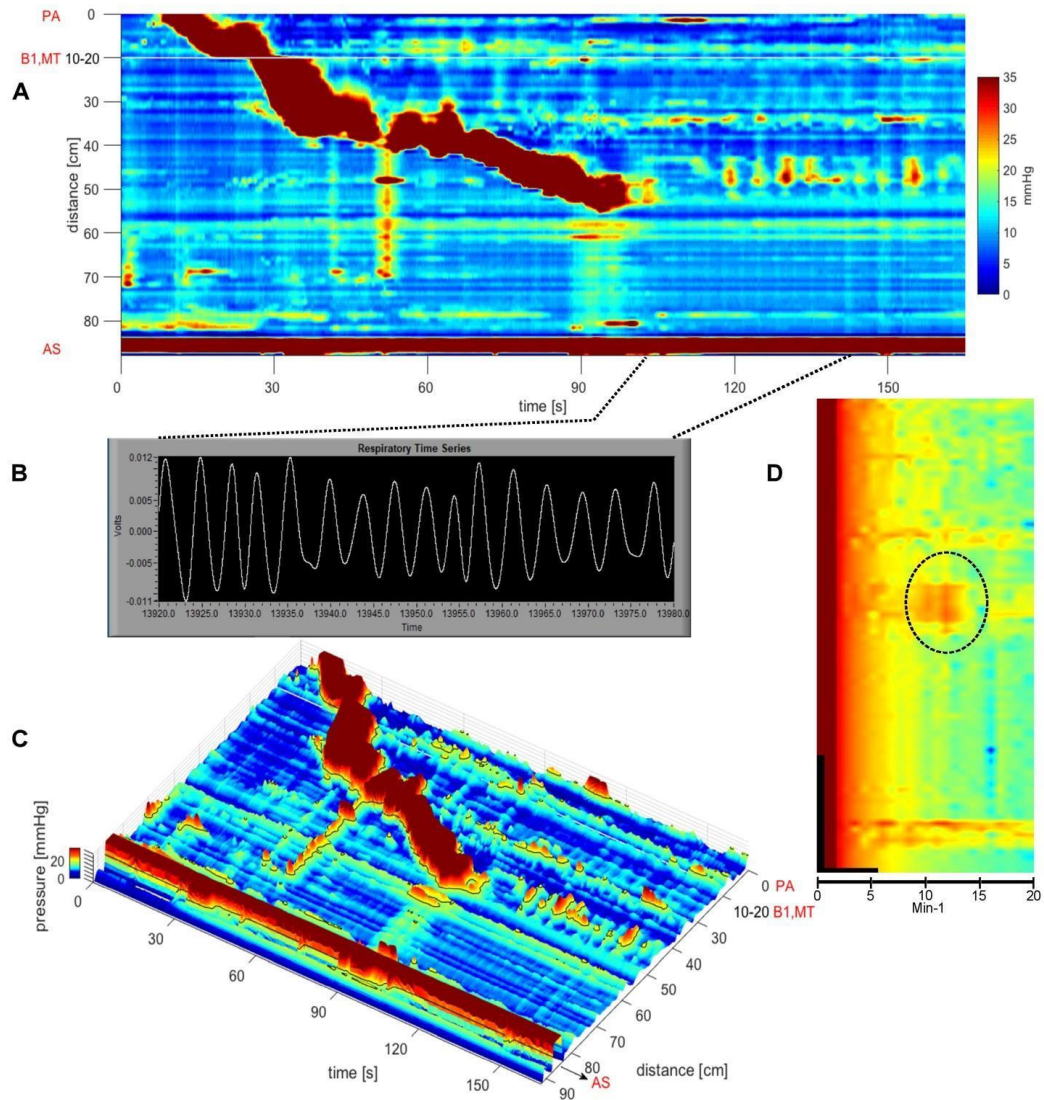 A
PA
B1,MT
AS
distance [cm]
0
10-20
30
40
50
60
70
80
0
30
60
90
120
150
time [s]
35
30
25
20
15
10
5
0
mmHg
B
Respiratory Time Series
Volts
0.012
0.005
0.000
-0.005
-0.011
13920.0 13925.0 13930.0 13935.0 13940.0 13945.0 13950.0 13955.0 13960.0 13965.0 13970.0 13975.0 13980.0
Time
D
0 5 10 15 20
Min-1
C
pressure [mmHg]
20
0
0
30
60
90
120
150
time [s]
0 PA
10-20 B1,MT
30
40
50
60
70
80
90
AS
distance [cm]